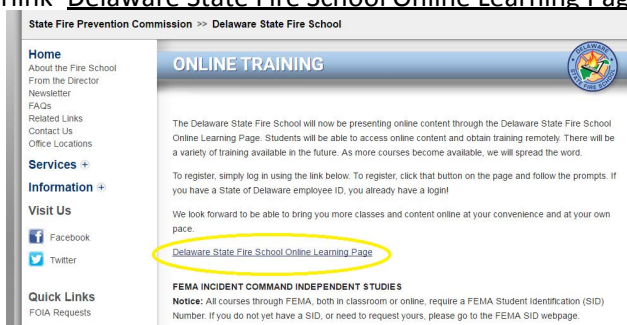 Delaware State Fire School Online Learning Pag
State Fire Prevention Commission >> Delaware State Fire School
Home
About the Fire School
From the Director
Newsletter
FAQs
Related Links
Contact Us
Office Locations
Services
Information
Visit Us
Facebook
Twitter
Quick Links
FOIA Requests
ONLINE TRAINING
DELAWARE
STATE FIRE SCHOOL
The Delaware State Fire School will now be presenting online content through the Delaware State Fire School
Online Learning Page. Students will be able to access online content and obtain training remotely. There will be
a variety of training available in the future. As more courses become available, we will spread the word.
To register, simply log in using the link below. To register, click that button on the page and follow the prompts. If
you have a State of Delaware employee ID, you already have a login!
We look forward to be able to bring you more classes and content online at your convenience and at your own
pace.
Delaware State Fire School Online Learning Page
FEMA INCIDENT COMMAND INDEPENDENT STUDIES
Notice: All courses through FEMA, both in classroom or online, require a FEMA Student Identification (SID)
Number. If you do not yet have a SID, or need to request yours, please go to the FEMA SID webpage.